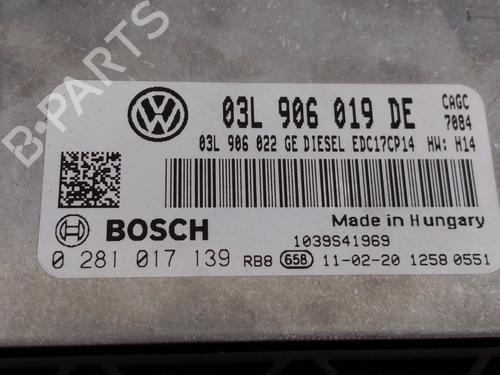 B-PARTS
03L 906 019 DE CAGC
7084
03L 906 022 GE DIESEL EDC17CP14 HW: H14
BOSCH
Made in Hungary
1039S41969
0 281 017 139 RB8 65B 11-02-20 1258 0551